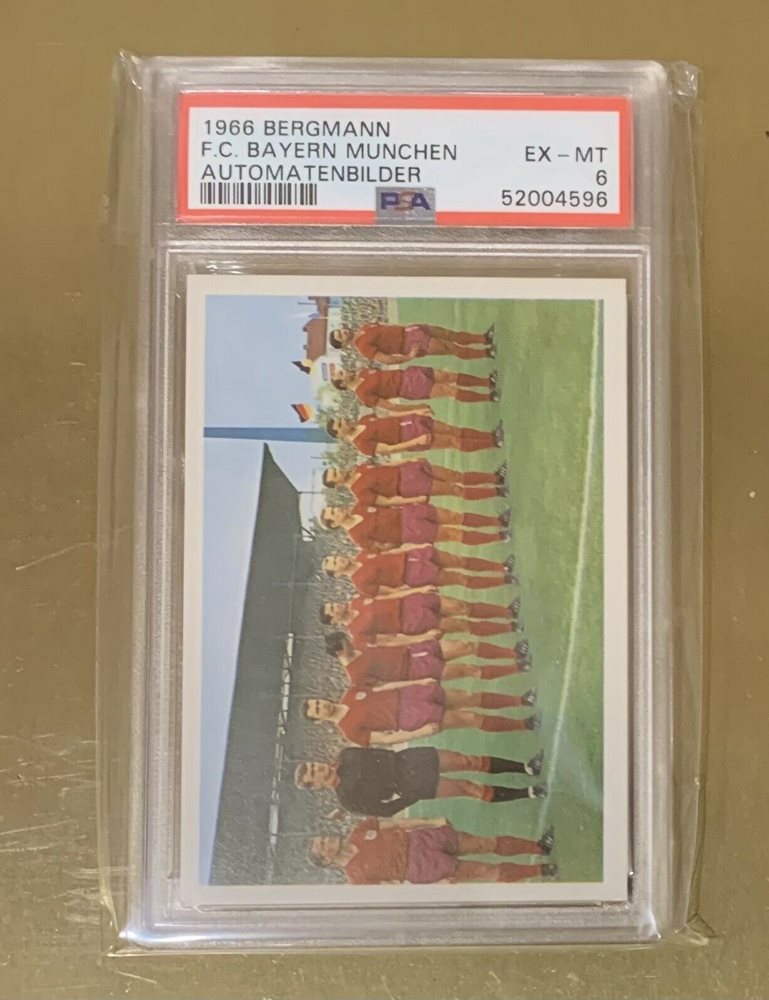 1966 BERGMANN
F.C. BAYERN MUNCHEN EX - MT
AUTOMATENBILDER 6
PSA 52004596